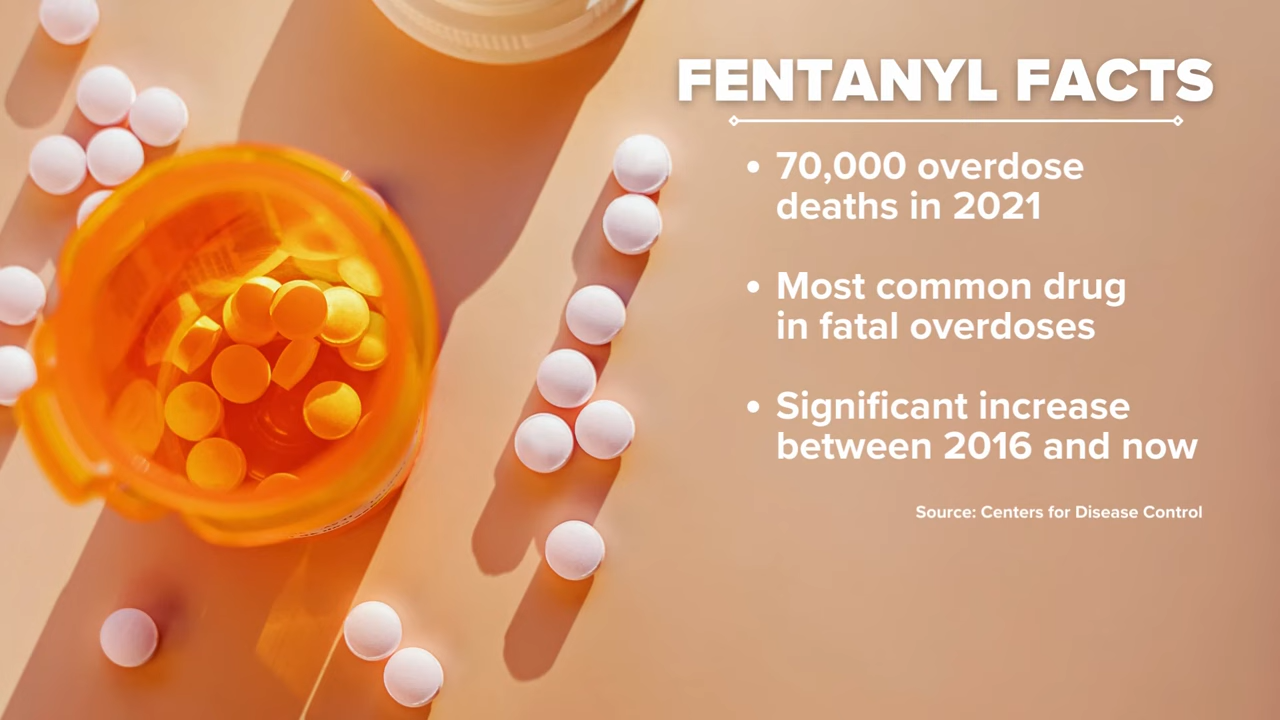 FENTANYL FACTS
• 70,000 overdose
deaths in 2021
• Most common drug
in fatal overdoses
• Significant increase
between 2016 and now
Source: Centers for Disease Control